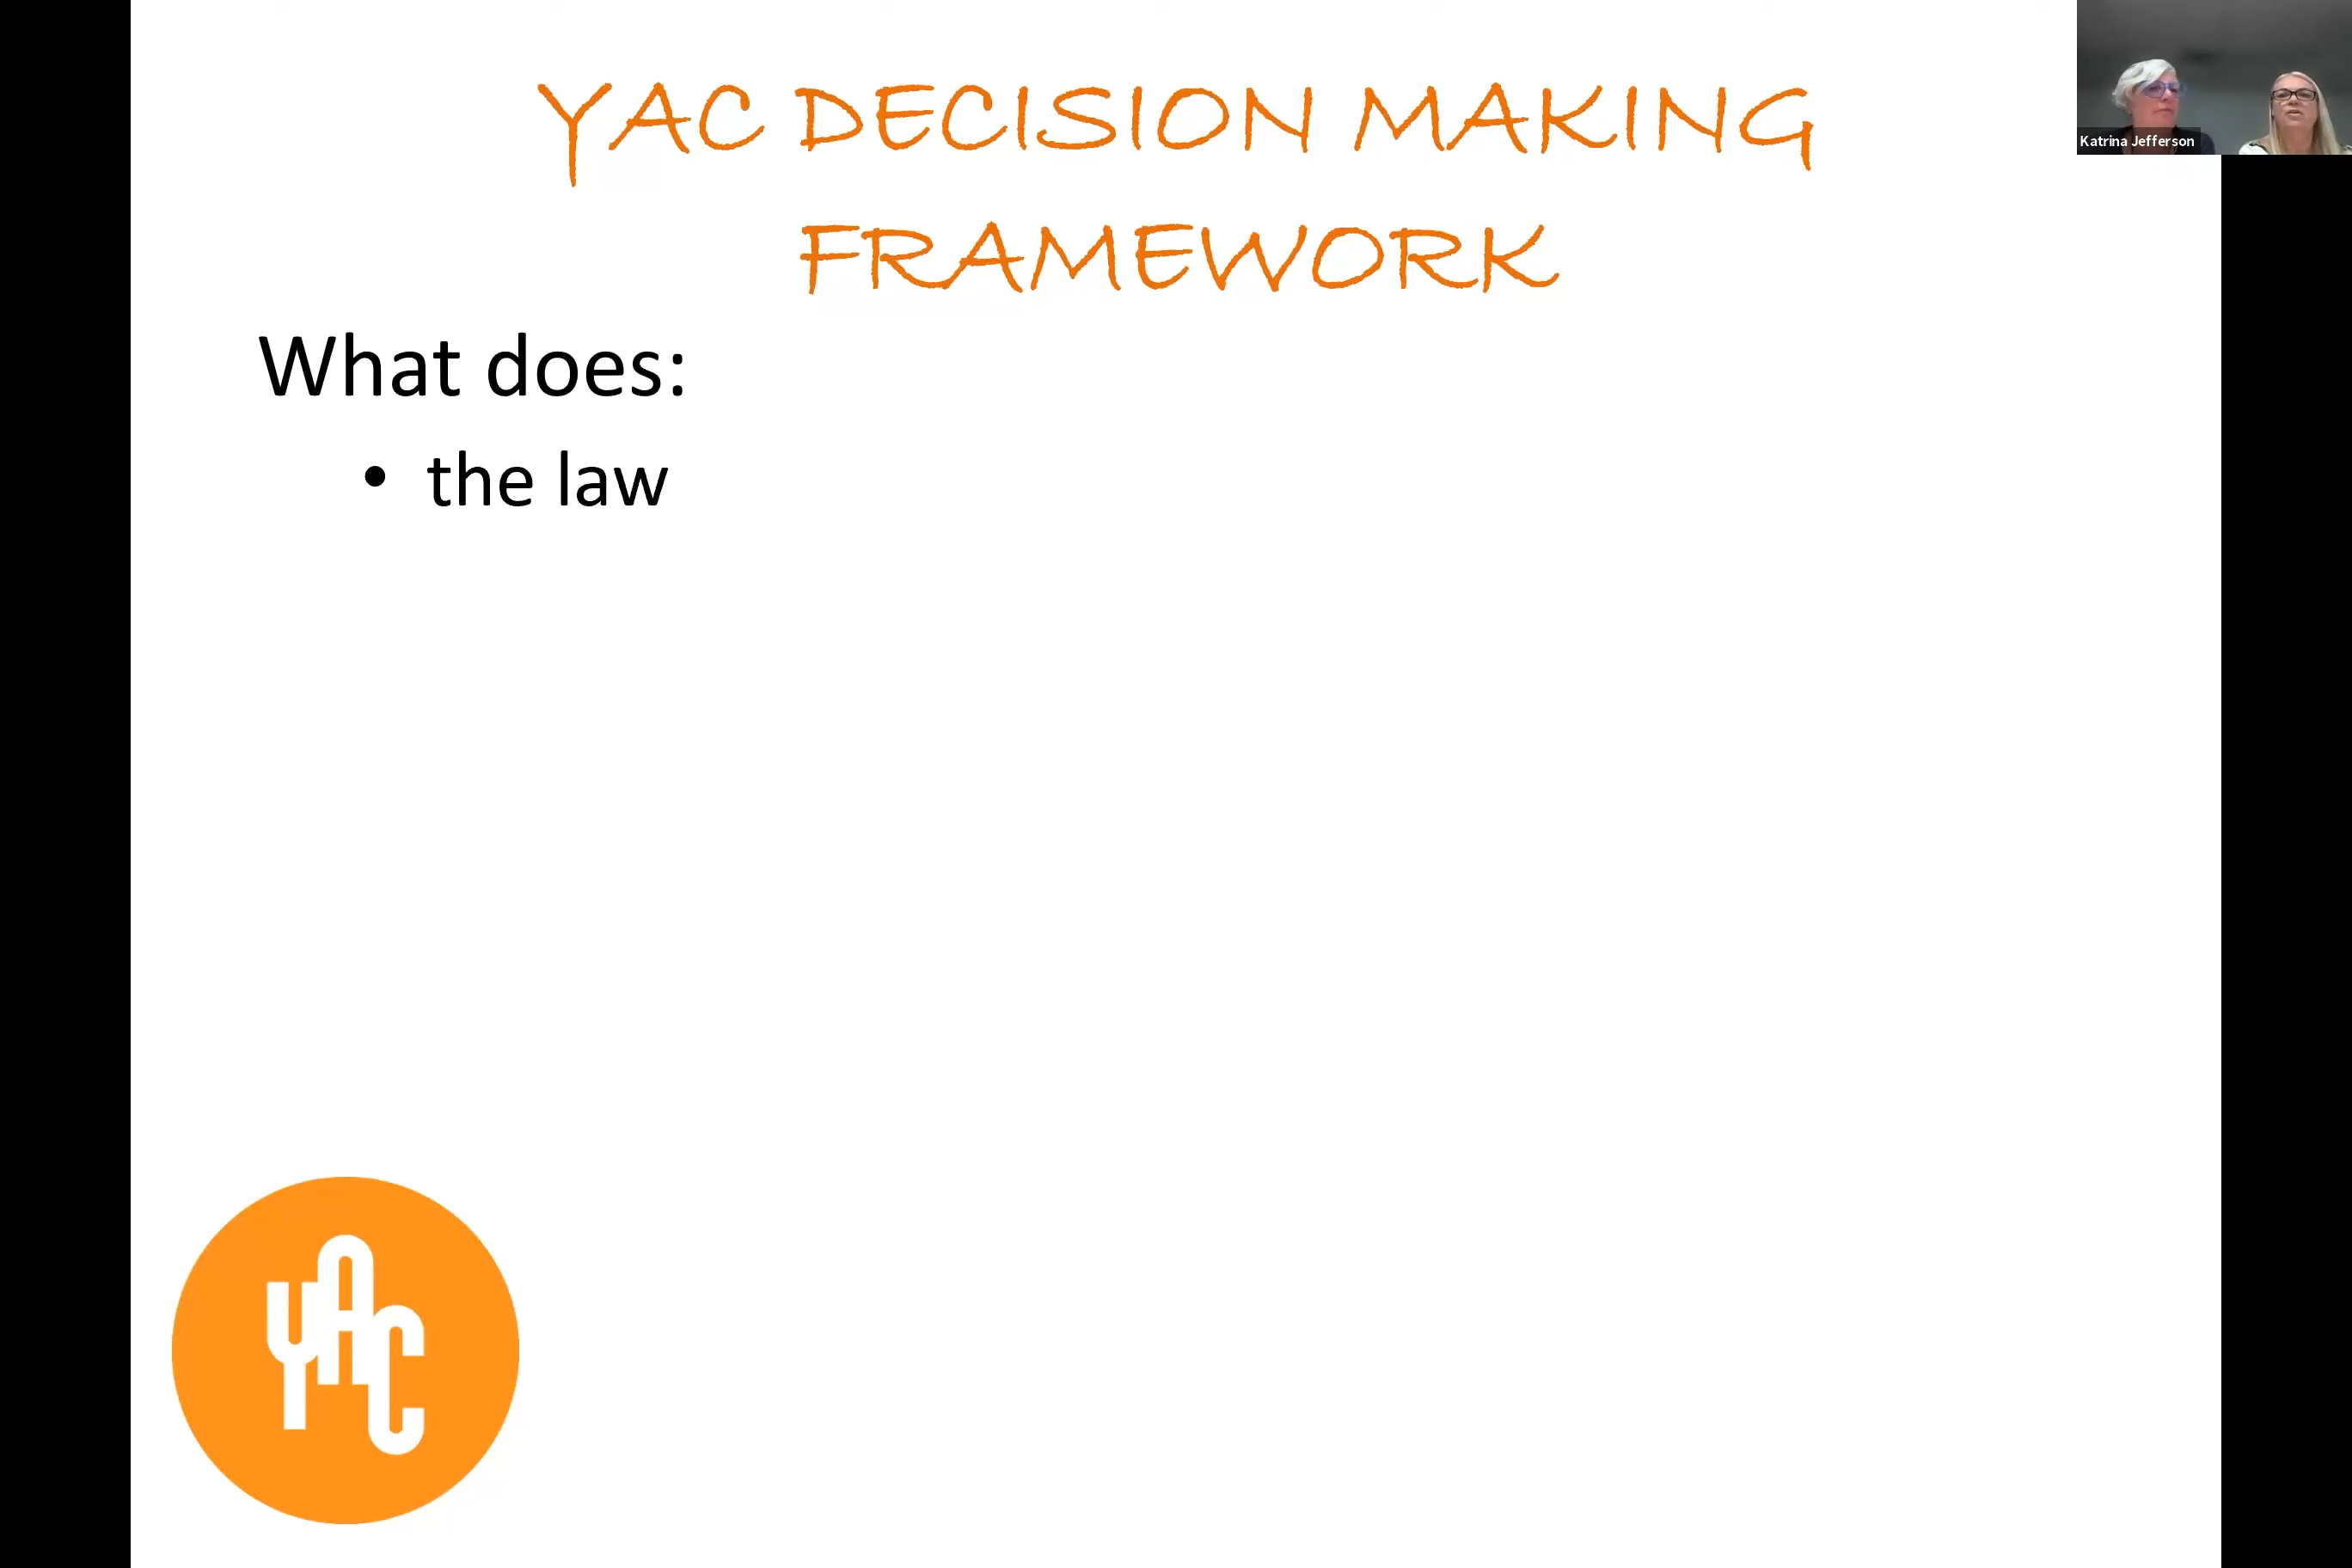 YAC DECISION MAKING
FRAMEWORK
Katrina Jefferson
What does:
• the law
YAC